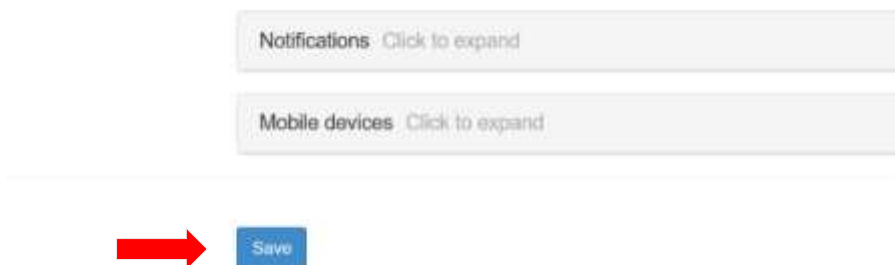 Notifications Click to expand
Mobile devices Click to expand
Save